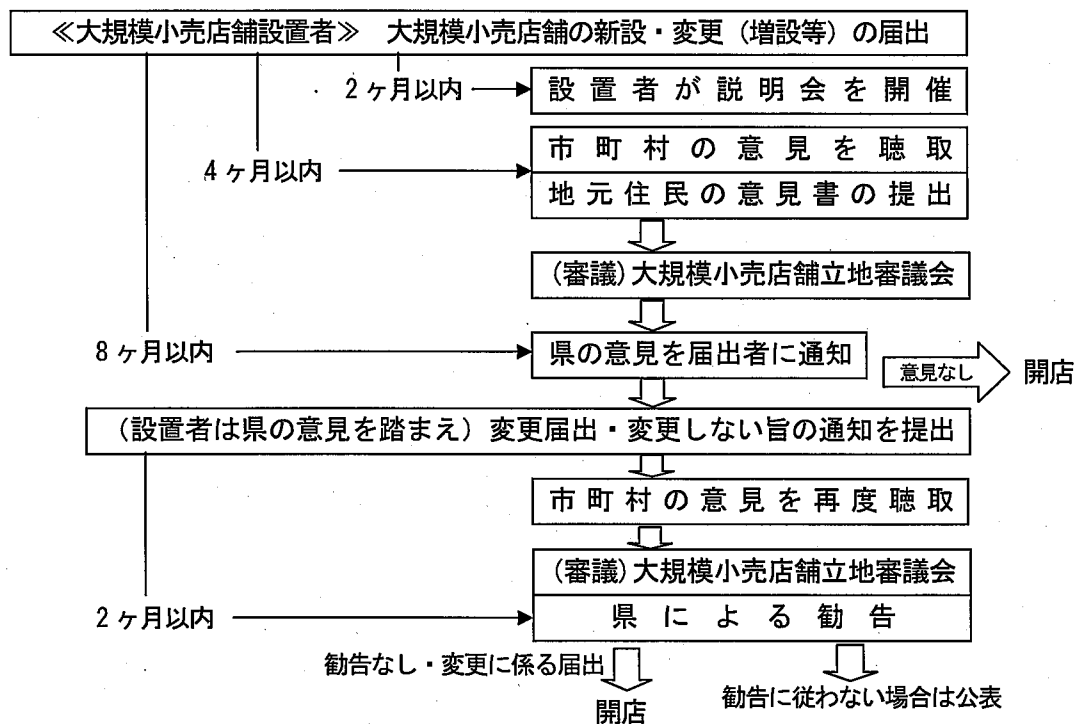 ≪大規模小売店舗設置者≫ 大規模小売店舗の新設・変更(増設等)の届出
2ヶ月以内
設置者が説明会を開催
4ヶ月以内
市町村の意見を聴取
地元住民の意見書の提出
(審議)大規模小売店舗立地審議会
8ヶ月以内
県の意見を届出者に通知
意見なし
開店
(設置者は県の意見を踏まえ)変更届出・変更しない旨の通知を提出
市町村の意見を再度聴取
(審議)大規模小売店舗立地審議会
2ヶ月以内
県による勧告
勧告なし・変更に係る届出
開店
勧告に従わない場合は公表